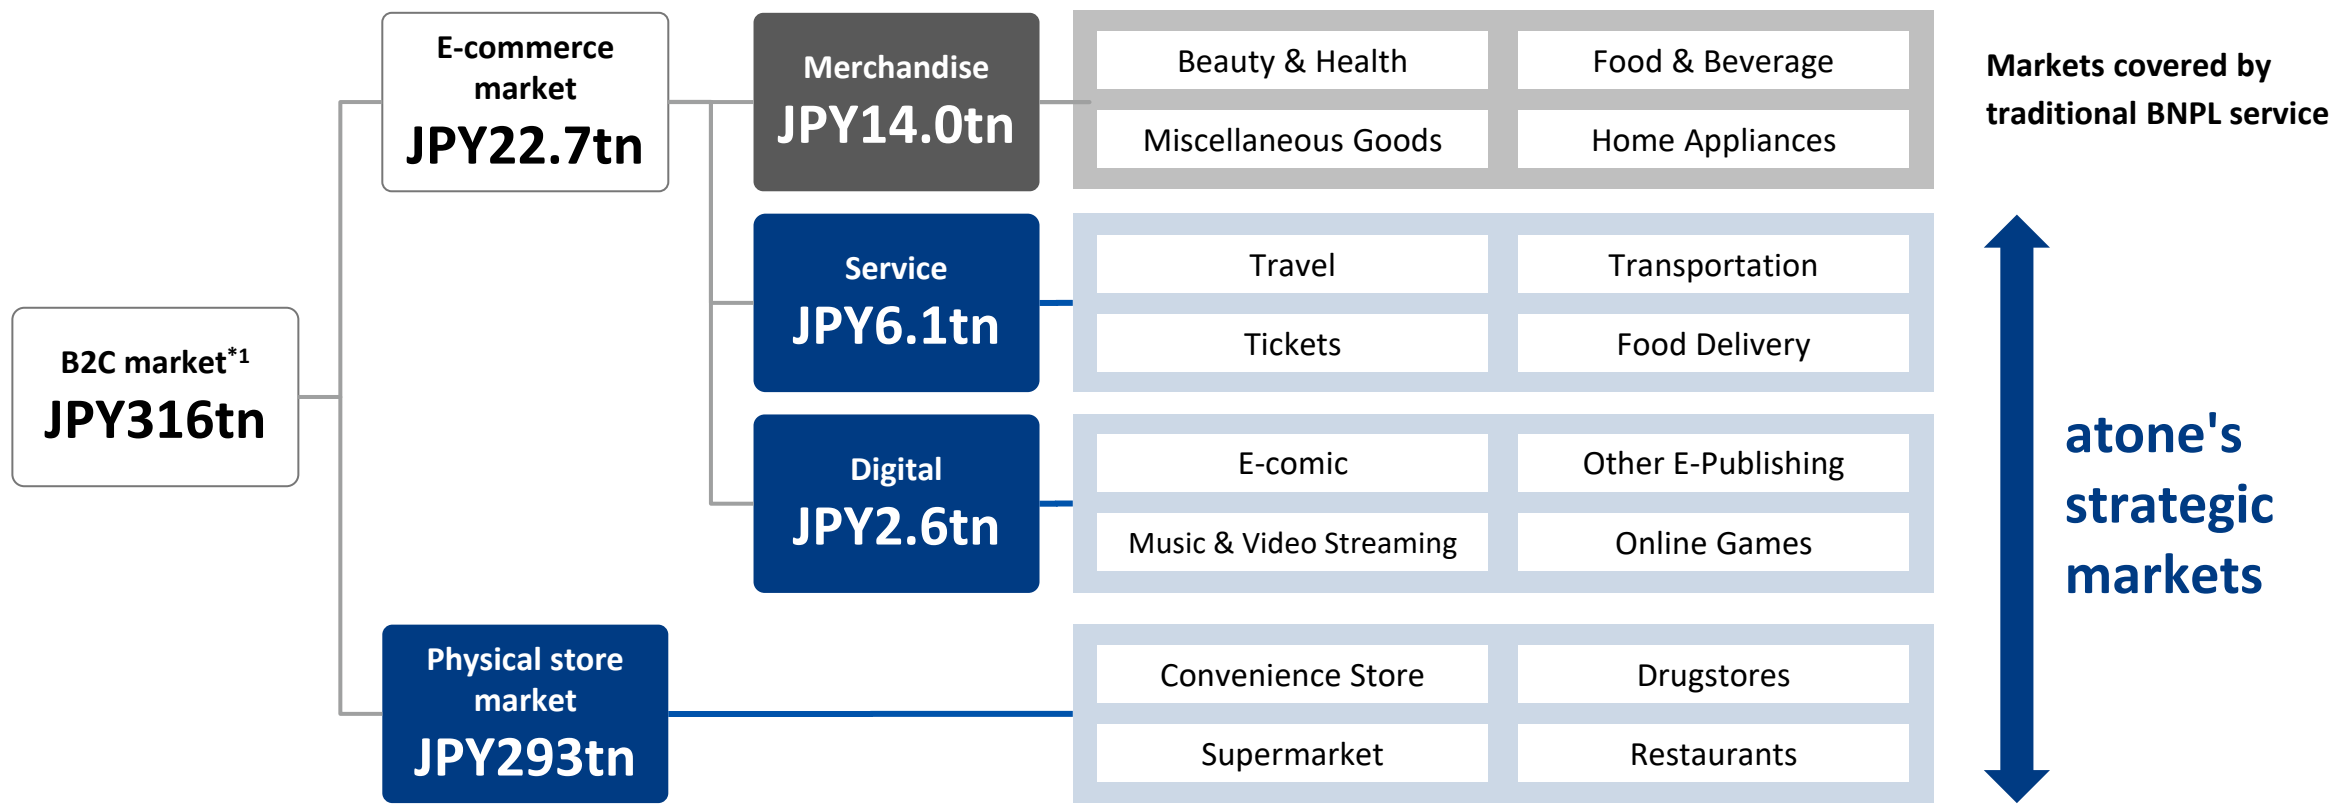 B2C market*1
JPY316tn
E-commerce
market
JPY22.7tn
Merchandise
JPY14.0tn
Beauty & Health
Food & Beverage
Miscellaneous Goods
Home Appliances
Markets covered by
traditional BNPL service
Service
JPY6.1tn
Travel
Transportation
Tickets
Food Delivery
Digital
JPY2.6tn
E-comic
Other E-Publishing
Music & Video Streaming
Online Games
Physical store
market
JPY293tn
Convenience Store
Drugstores
Supermarket
Restaurants
atone's
strategic
markets